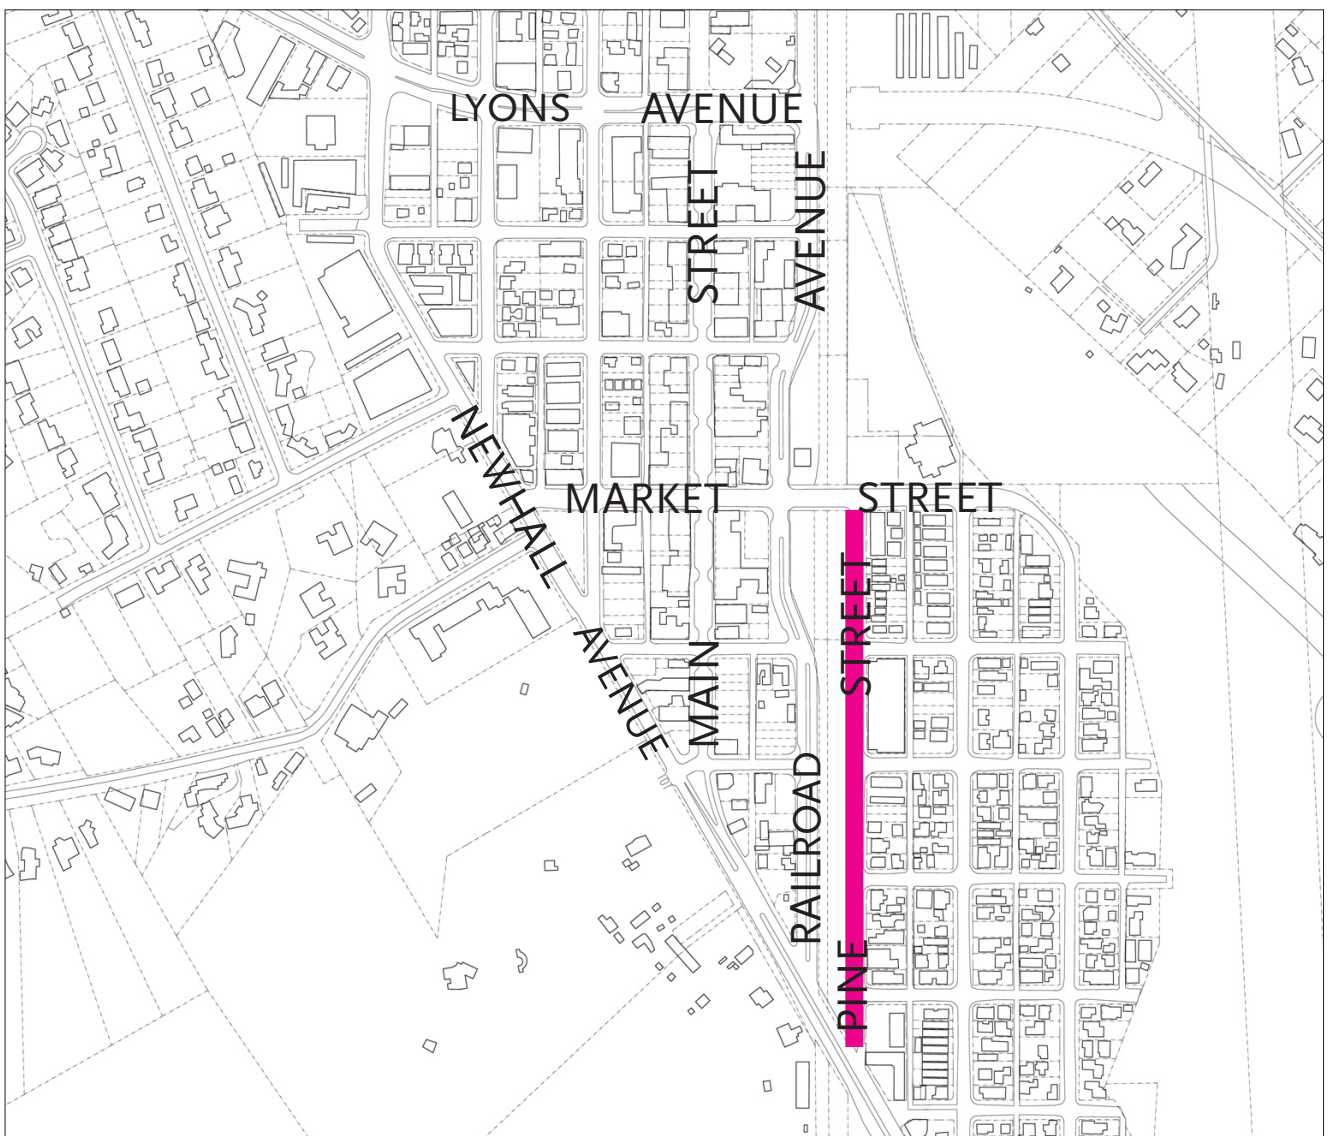 LYONS AVENUE
STREET
AVENUE
NEWHALL AVENUE
MARKET STREET
MAIN
RAILROAD
PINE STREET